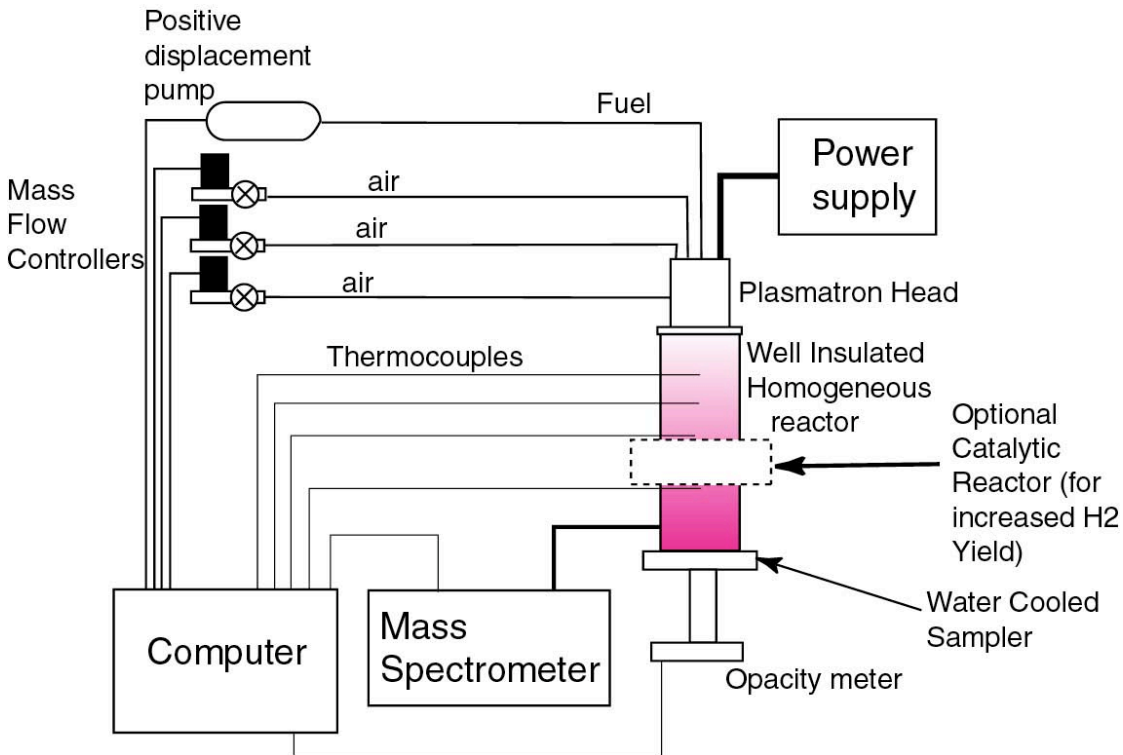 Positive
displacement
pump
Fuel
Power
supply
Mass
Flow
Controllers
air
air
air
Plasmatron Head
Thermocouples
Well Insulated
Homogeneous
reactor
Optional
Catalytic
Reactor (for
increased H2
Yield)
Water Cooled
Sampler
Computer
Mass
Spectrometer
Opacity meter